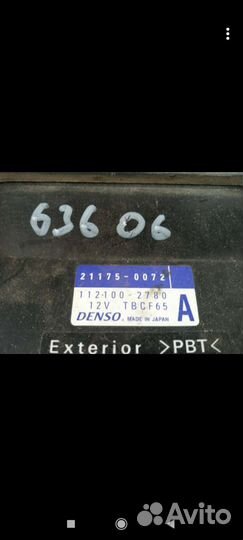 636 06
21175-0072
112100-2780
12V TBCF65
DENSO MADE IN JAPAN
A
Exterior >PBT<
Avito